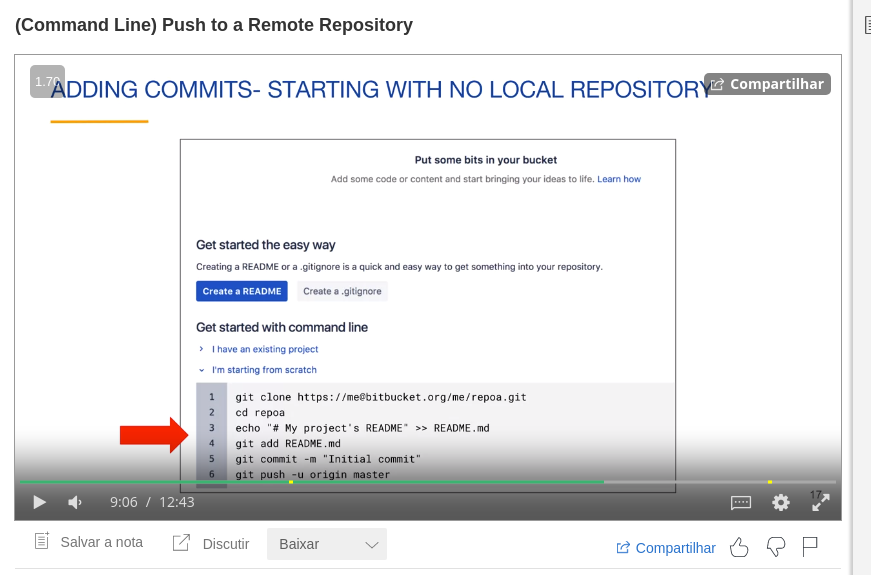 (Command Line) Push to a Remote Repository
1.70
ADDING COMMITS- STARTING WITH NO LOCAL REPOSITORY
Compartilhar
Put some bits in your bucket
Add some code or content and start bringing your ideas to life. Learn how
Get started the easy way
Creating a README or a .gitignore is a quick and easy way to get something into your repository.
Create a README Create a .gitignore
Get started with command line
I have an existing project
I'm starting from scratch
1 git clone https://me@bitbucket.org/me/repoa.git
2 cd repoa
3 echo "# My project's README" >> README.md
4 git add README.md
5 git commit -m "Initial commit"
6 git push -u origin master
9:06 / 12:43
17
Salvar a nota
Discutir
Baixar
Compartilhar